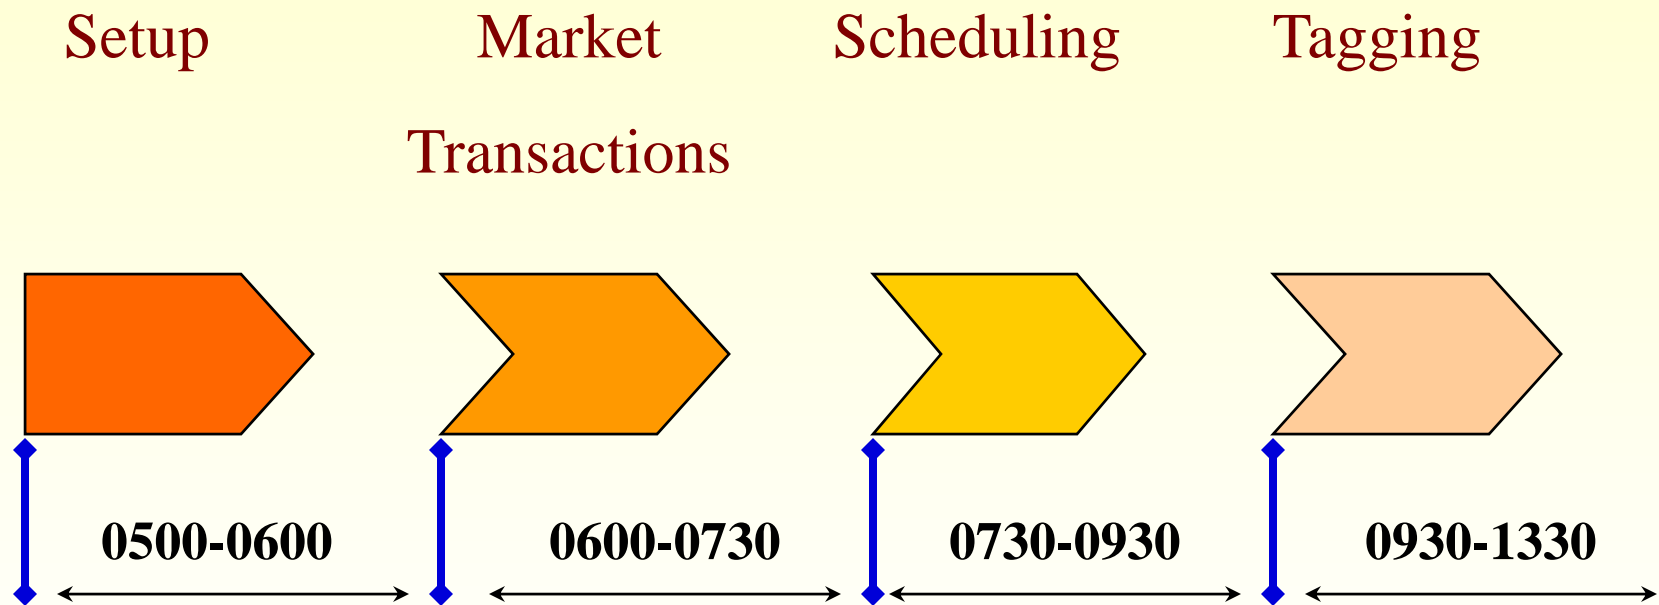 Setup
Market
Transactions
Scheduling
Tagging
0500-0600
0600-0730
0730-0930
0930-1330